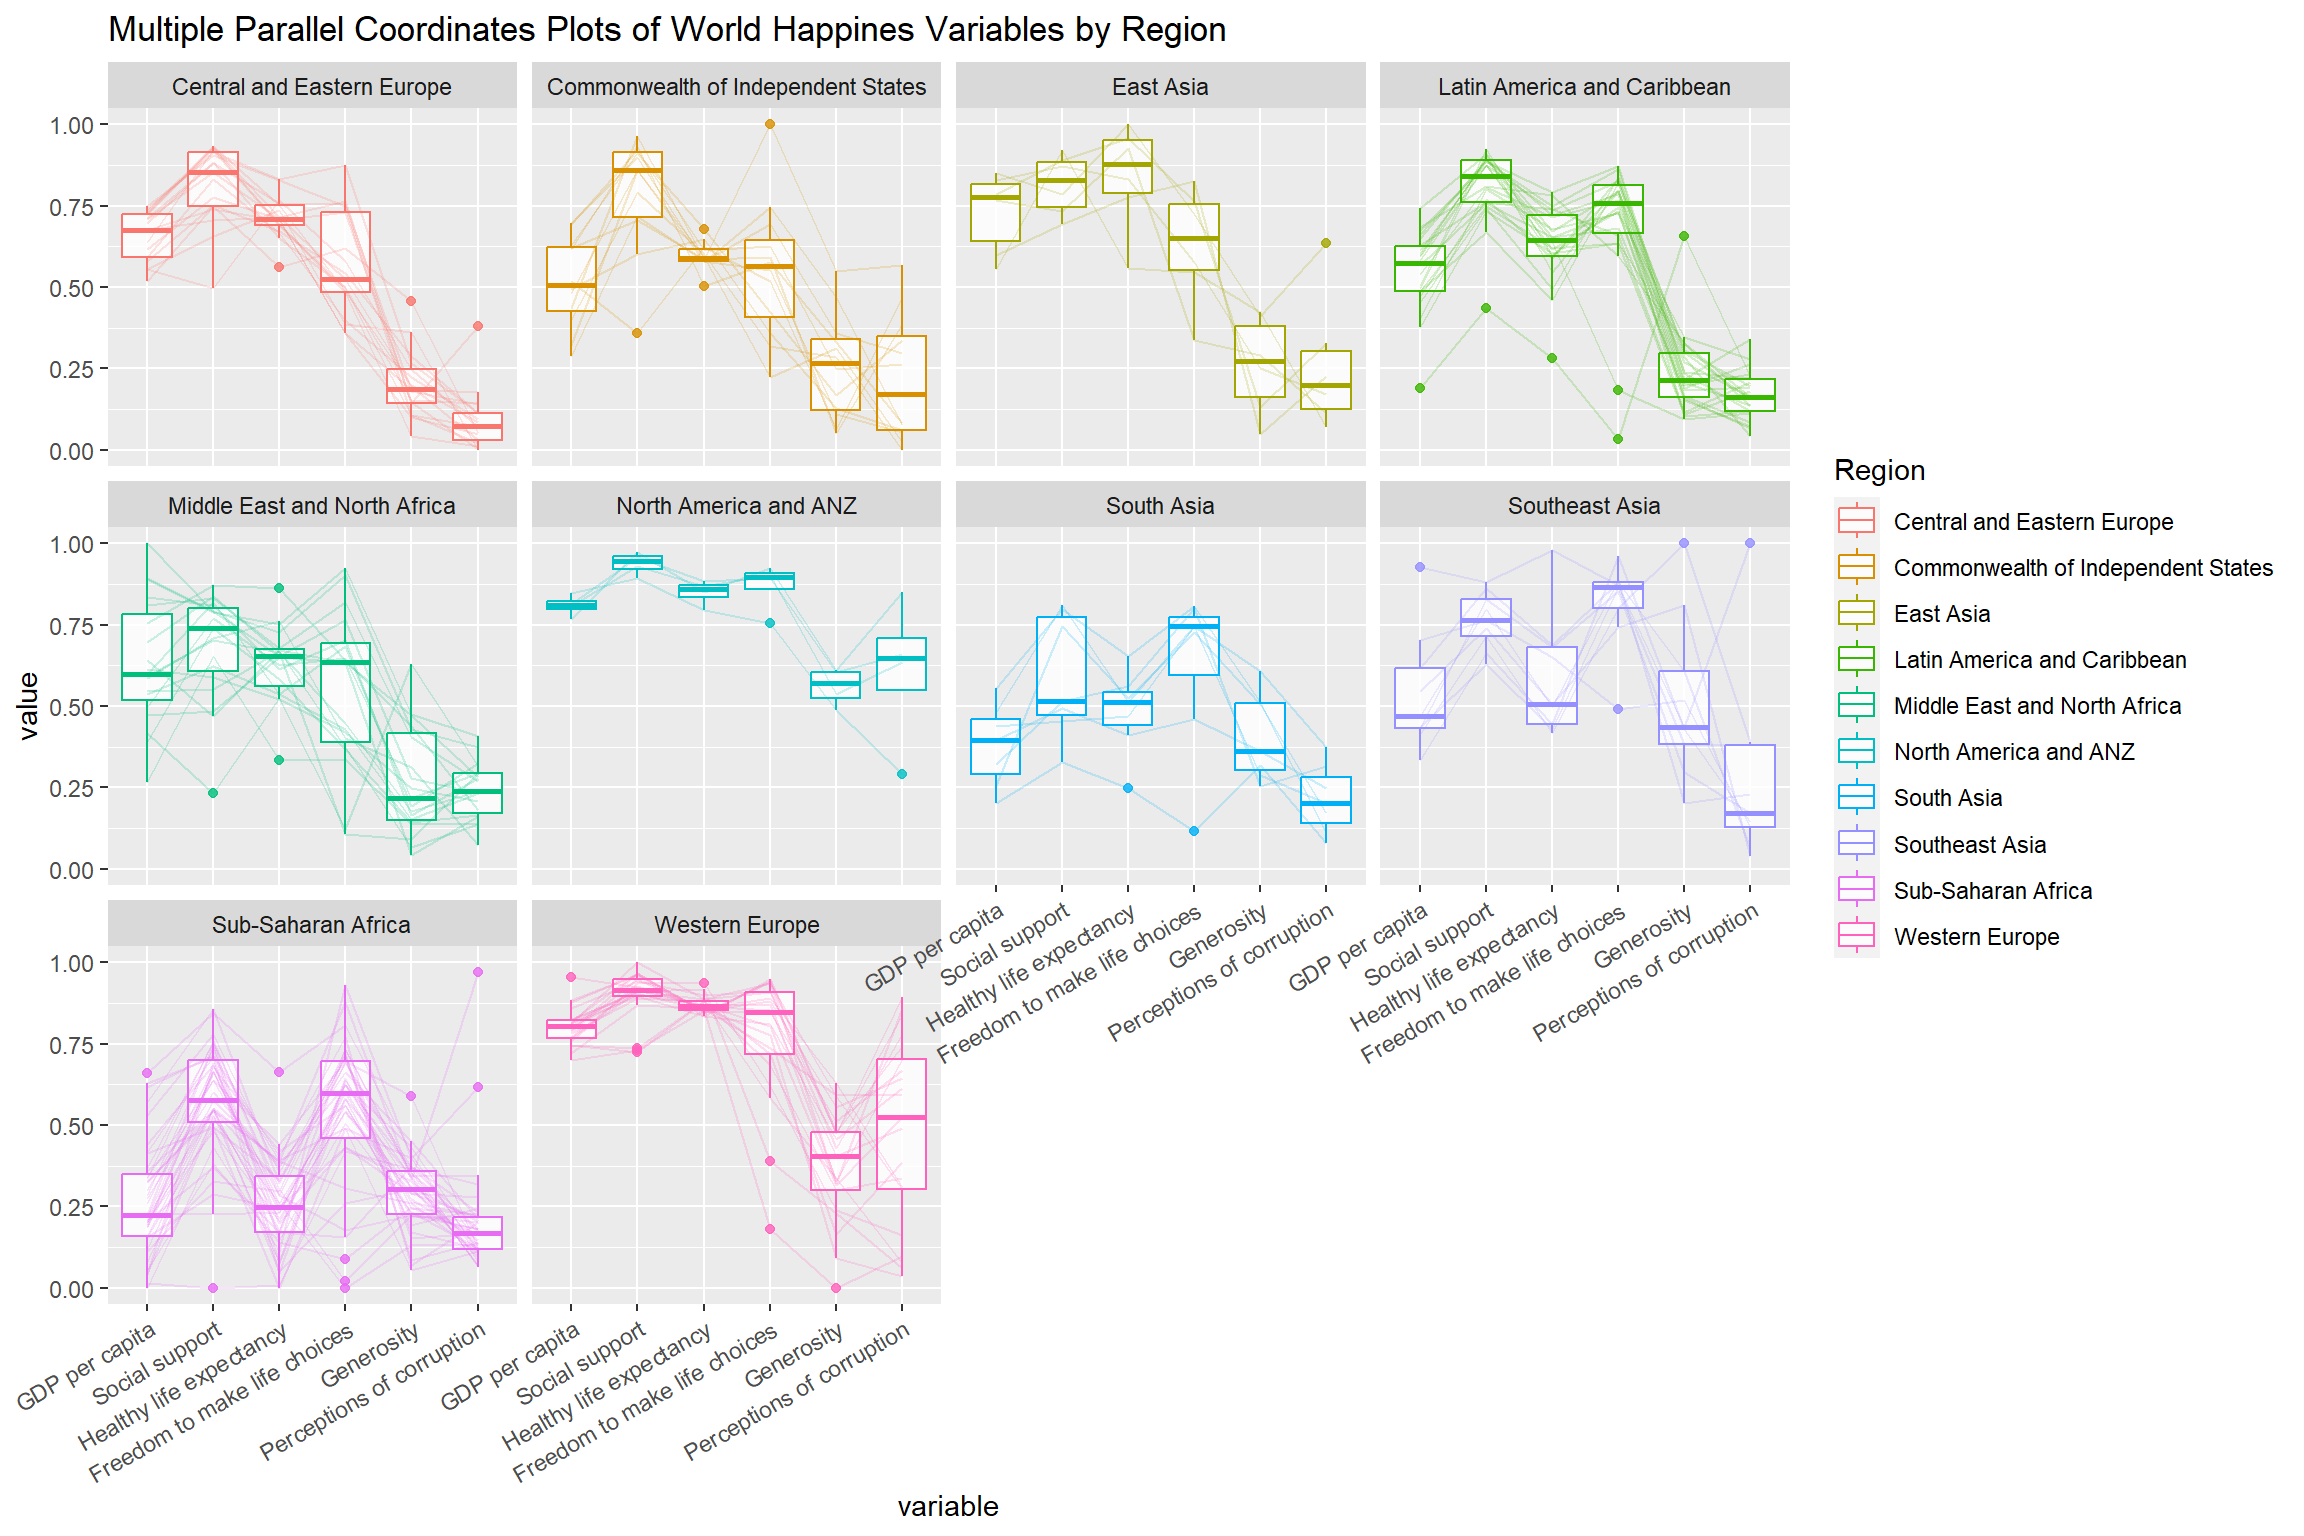 Multiple Parallel Coordinates Plots of World Happines Variables by Region
Central and Eastern Europe
Commonwealth of Independent States
East Asia
Latin America and Caribbean
1.00
0.75
0.50
0.25
0.00
Middle East and North Africa
North America and ANZ
South Asia
Southeast Asia
1.00
0.75
0.50
0.25
0.00
value
GDP per capita
Social support
Healthy life expectancy
Freedom to make life choices
Generosity
Perceptions of corruption
GDP per capita
Social support
Healthy life expectancy
Freedom to make life choices
Generosity
Perceptions of corruption
Sub-Saharan Africa
Western Europe
1.00
0.75
0.50
0.25
0.00
GDP per capita
Social support
Healthy life expectancy
Freedom to make life choices
Generosity
Perceptions of corruption
GDP per capita
Social support
Healthy life expectancy
Freedom to make life choices
Generosity
Perceptions of corruption
variable
Region
Central and Eastern Europe
Commonwealth of Independent States
East Asia
Latin America and Caribbean
Middle East and North Africa
North America and ANZ
South Asia
Southeast Asia
Sub-Saharan Africa
Western Europe